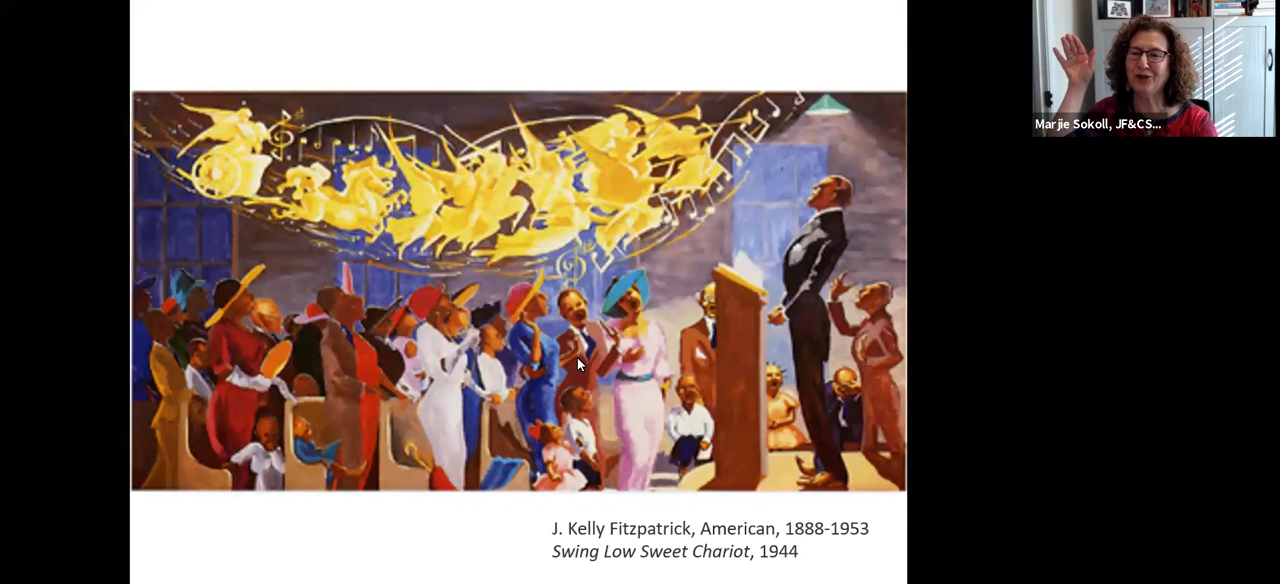 Marjie Sokoll, JF&CS...
J. Kelly Fitzpatrick, American, 1888-1953
Swing Low Sweet Chariot, 1944